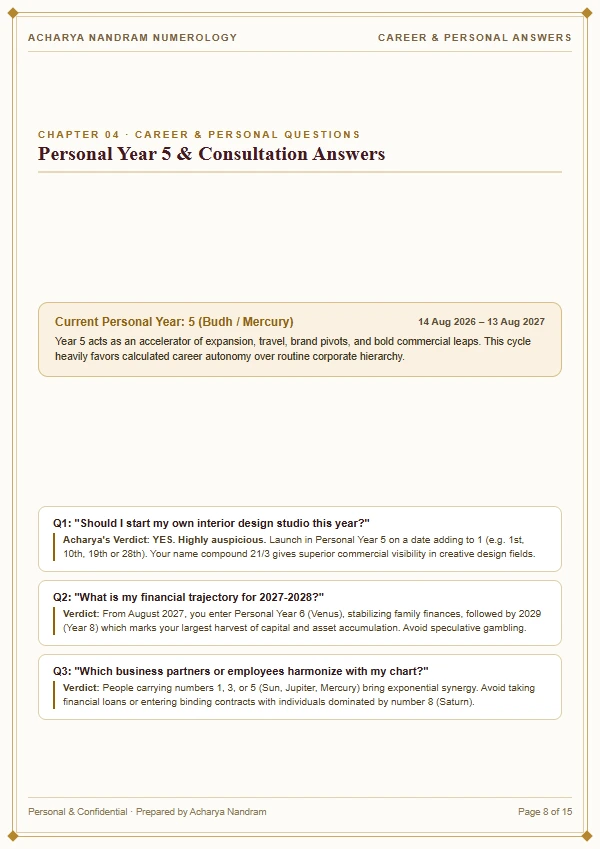 ACHARYA NANDRAM NUMEROLOGY
CAREER & PERSONAL ANSWERS
CHAPTER 04 · CAREER & PERSONAL QUESTIONS
Personal Year 5 & Consultation Answers
Current Personal Year: 5 (Budh / Mercury)
14 Aug 2026 – 13 Aug 2027
Year 5 acts as an accelerator of expansion, travel, brand pivots, and bold commercial leaps. This cycle
heavily favors calculated career autonomy over routine corporate hierarchy.
Q1: "Should I start my own interior design studio this year?"
Acharya's Verdict: YES. Highly auspicious. Launch in Personal Year 5 on a date adding to 1 (e.g. 1st,
10th, 19th or 28th). Your name compound 21/3 gives superior commercial visibility in creative design fields.
Q2: "What is my financial trajectory for 2027-2028?"
Verdict: From August 2027, you enter Personal Year 6 (Venus), stabilizing family finances, followed by 2029
(Year 8) which marks your largest harvest of capital and asset accumulation. Avoid speculative gambling.
Q3: "Which business partners or employees harmonize with my chart?"
Verdict: People carrying numbers 1, 3, or 5 (Sun, Jupiter, Mercury) bring exponential synergy. Avoid taking
financial loans or entering binding contracts with individuals dominated by number 8 (Saturn).
Personal & Confidential · Prepared by Acharya Nandram
Page 8 of 15